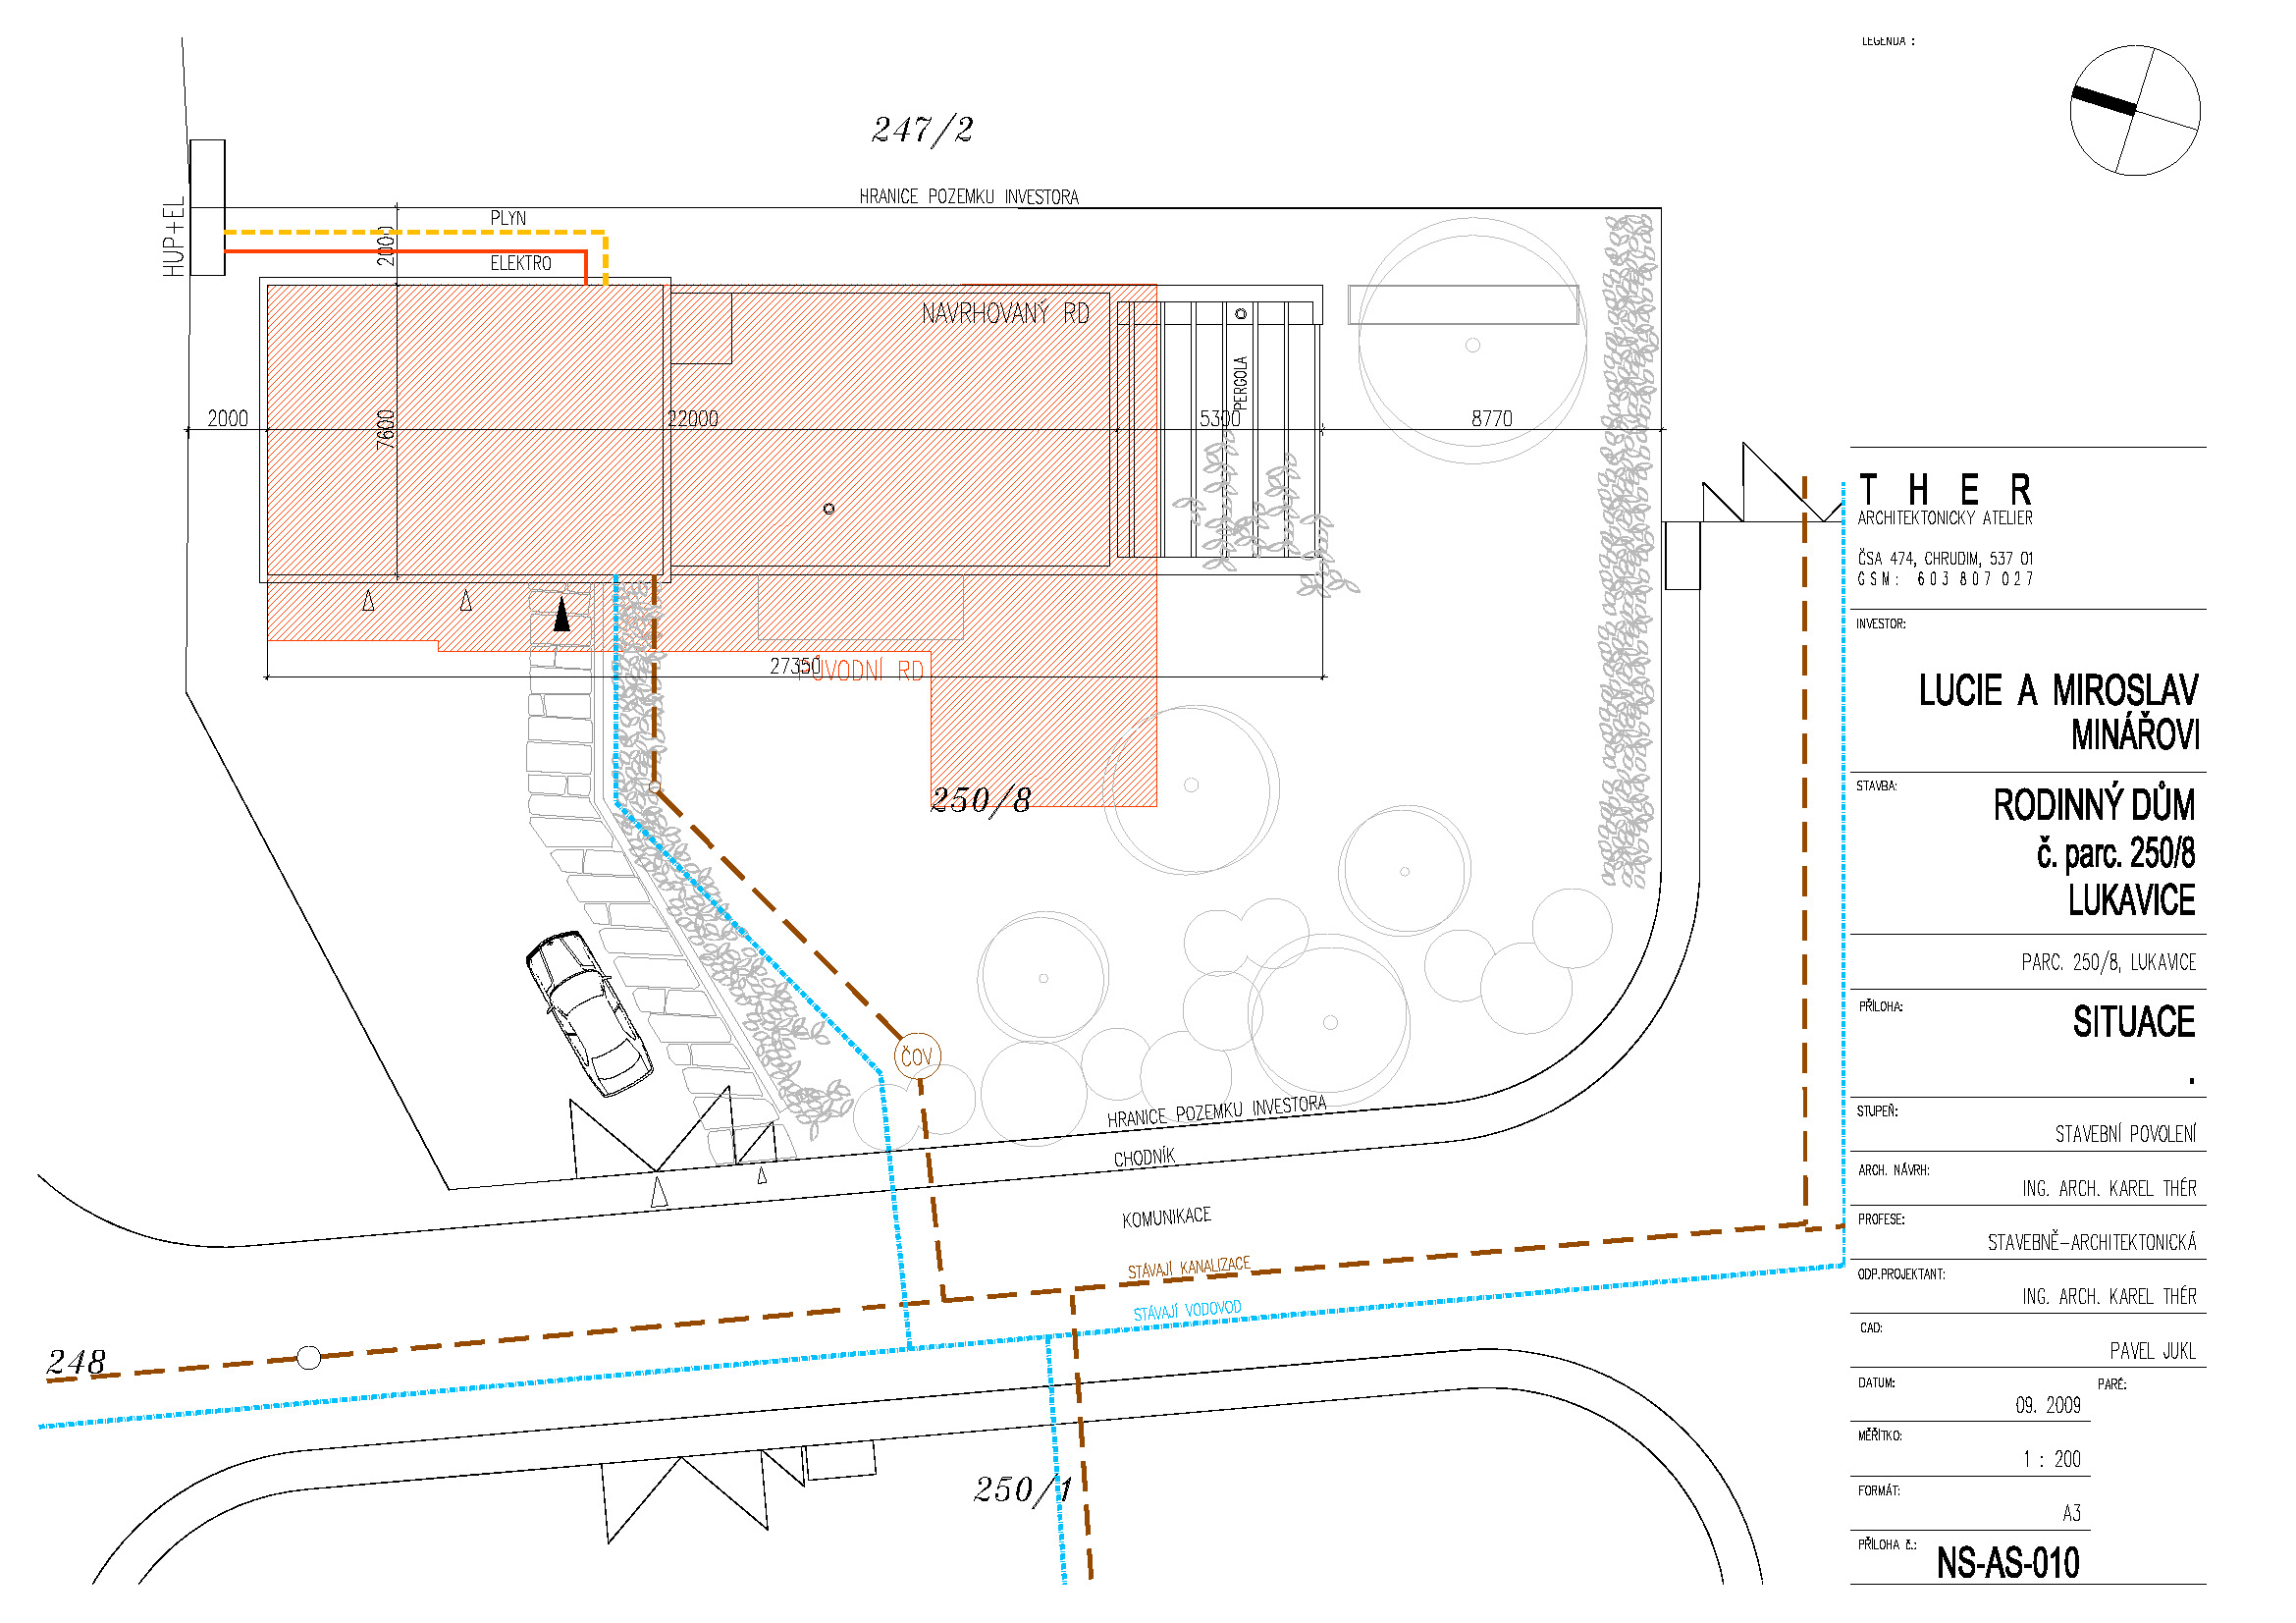 LEGENDA :
247/2
HRANICE POZEMKU INVESTORA
HUP+EL
PLYN
2000
ELEKTRO
NAVRHOVANÝ RD
PERGOLA
2000
7600
22000
5300
8770
27350
PŮVODNÍ RD
250/8
ČOV
HRANICE POZEMKU INVESTORA
CHODNÍK
KOMUNIKACE
STÁVAJÍ KANALIZACE
STÁVAJÍ VODOVOD
248
250/1
THER
ARCHITEKTONICKÝ ATELIER
ČSA 474, CHRUDIM, 537 01
GSM: 603 807 027
INVESTOR:
LUCIE A MIROSLAV
MINÁŘOVI
STAVBA:
RODINNÝ DŮM
č. parc. 250/8
LUKAVICE
PARC. 250/8, LUKAVICE
PŘÍLOHA:
SITUACE
.
STUPEŇ:
STAVEBNÍ POVOLENÍ
ARCH. NÁVRH:
ING. ARCH. KAREL THÉR
PROFESE:
STAVEBNĚ-ARCHITEKTONICKÁ
ODP.PROJEKTANT:
ING. ARCH. KAREL THÉR
CAD:
PAVEL JUKL
DATUM:
PARÉ:
09. 2009
MĚŘÍTKO:
1 : 200
FORMÁT:
A3
PŘÍLOHA č.:
NS-AS-010